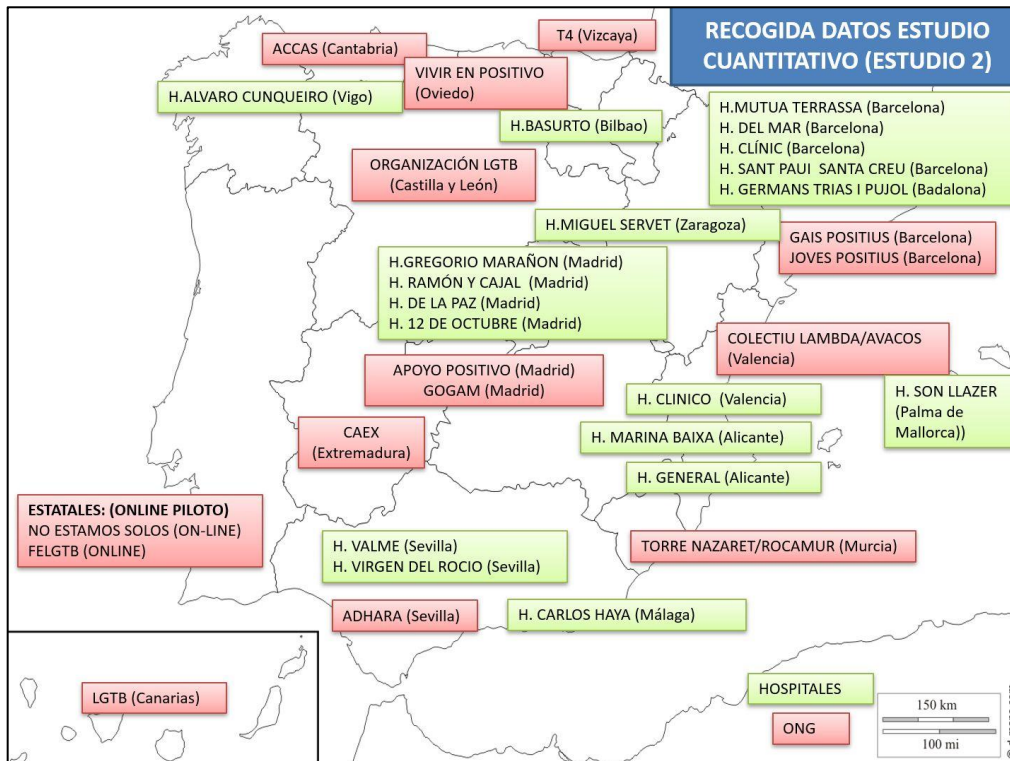 RECOGIDA DATOS ESTUDIO
CUANTITATIVO (ESTUDIO 2)
T4 (Vizcaya)
ACCAS (Cantabria)
VIVIR EN POSITIVO
(Oviedo)
H.ALVARO CUNQUEIRO (Vigo)
H.BASURTO (Bilbao)
H.MUTUA TERRASSA (Barcelona)
H. DEL MAR (Barcelona)
H. CLÍNIC (Barcelona)
H. SANT PAUI  SANTA CREU (Barcelona)
H. GERMANS TRIAS I PUJOL (Badalona)
ORGANIZACIÓN LGTB
(Castilla y León)
H.MIGUEL SERVET (Zaragoza)
GAIS POSITIUS (Barcelona)
JOVES POSITIUS (Barcelona)
H.GREGORIO MARAÑON (Madrid)
H. RAMÓN Y CAJAL  (Madrid)
H. DE LA PAZ (Madrid)
H. 12 DE OCTUBRE (Madrid)
COLECTIU LAMBDA/AVACOS
(Valencia)
APOYO POSITIVO (Madrid)
GOGAM (Madrid)
H. SON LLAZER
(Palma de
Mallorca))
H. CLINICO  (Valencia)
CAEX
(Extremadura)
H. MARINA BAIXA (Alicante)
H. GENERAL (Alicante)
ESTATALES: (ONLINE PILOTO)
NO ESTAMOS SOLOS (ON-LINE)
FELGTB (ONLINE)
H. VALME (Sevilla)
H. VIRGEN DEL ROCIO (Sevilla)
TORRE NAZARET/ROCAMUR (Murcia)
ADHARA (Sevilla)
H. CARLOS HAYA (Málaga)
LGTB (Canarias)
HOSPITALES
ONG
150 km
100 mi